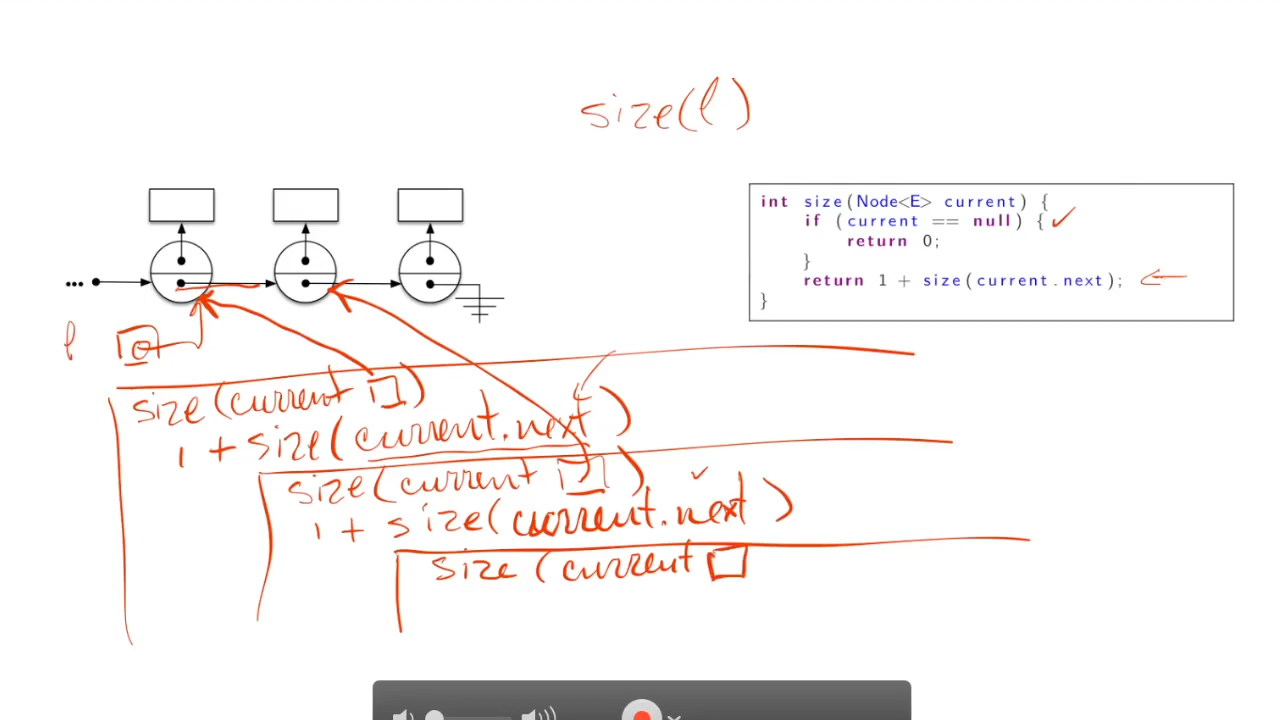 size(l)
int size(Node<E> current) {
if (current == null) {
return 0;
}
return 1 + size(current.next);
}
...
l
size(current )
1 + size(current.next)
size(current )
1 + size(current.next)
size (current